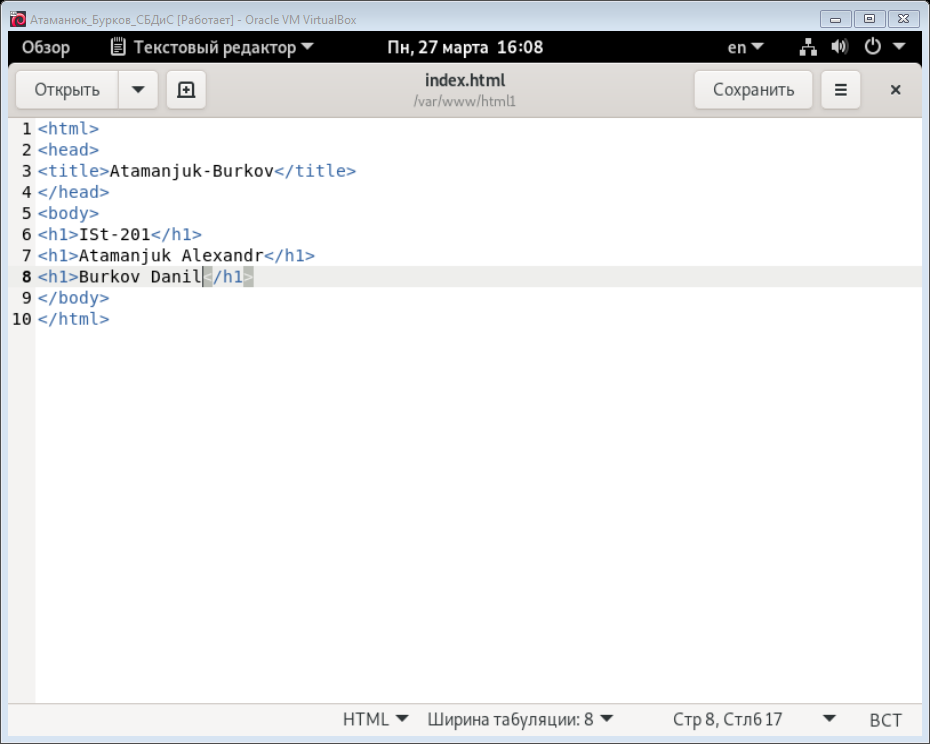 Атаманюк_Бурков_СБДиС [Работает] - Oracle VM VirtualBox
Обзор Текстовый редактор Пн, 27 марта 16:08 en
Открыть index.html Сохранить
/var/www/html1
1 <html>
2 <head>
3 <title>Atamanjuk-Burkov</title>
4 </head>
5 <body>
6 <h1>ISt-201</h1>
7 <h1>Atamanjuk Alexandr</h1>
8 <h1>Burkov Danil</h1>
9 </body>
10 </html>
HTML Ширина табуляции: 8 Стр 8, Стлб 17 ВСТ